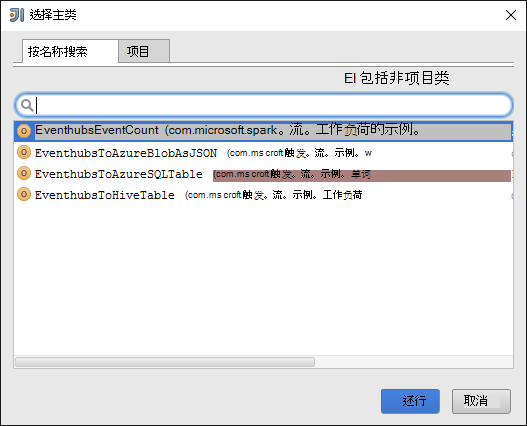 选择主类
按名称搜索 项目
EI 包括非项目类
EventhubsEventCount (com.microsoft.spark。流。工作负荷的示例。
EventhubsToAzureBlobAsJSON (com.ms croft触发。流。示例。w
EventhubsToAzureSQLTable (com.ms croft触发。流。示例。单词
EventhubsToHiveTable (com.ms croft触发。流。示例。工作负荷
还行 取消